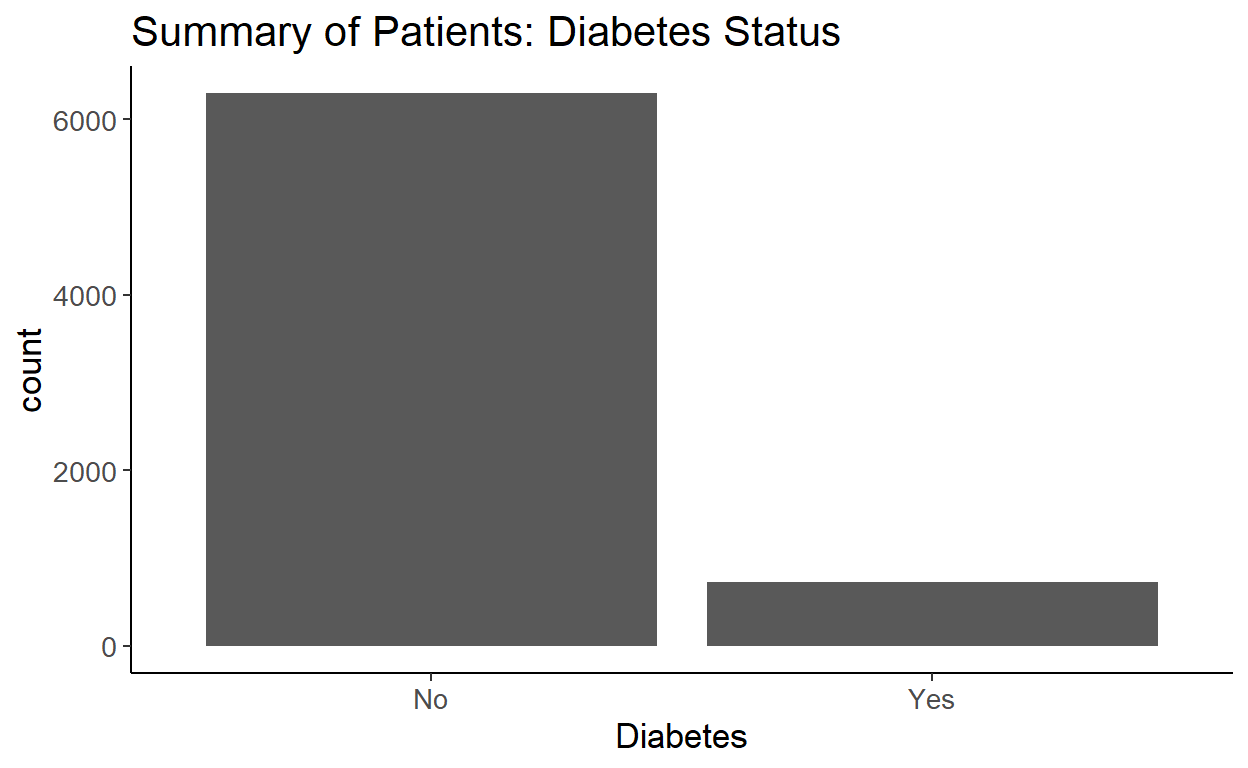 Summary of Patients: Diabetes Status
6000
4000
2000
0
count
No Yes
Diabetes